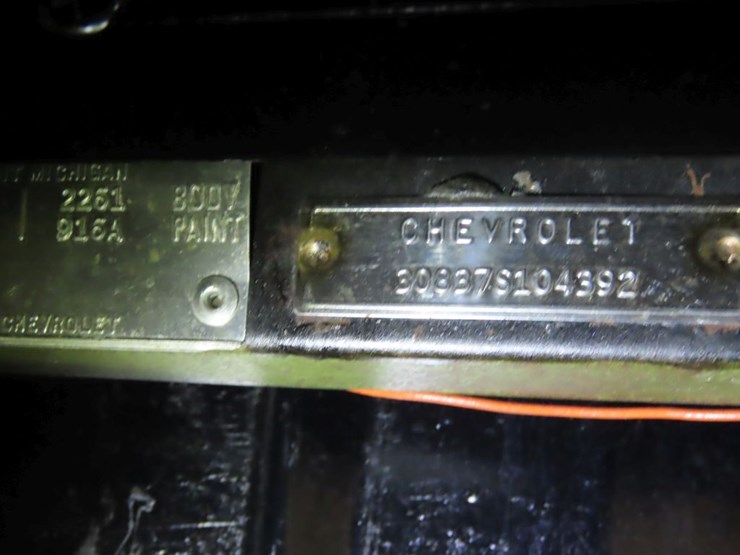 MICHIGAN
2261 BODY
916A PAINT
CHEVROLET
CHEVROLET
30837S104392